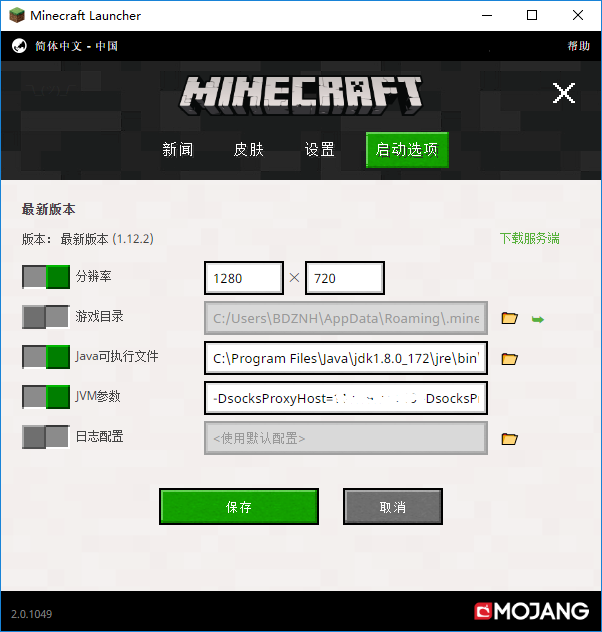 Minecraft Launcher
简体中文 - 中国
帮助
MINECRAFT
新闻 皮肤 设置 启动选项
最新版本
版本： 最新版本 (1.12.2)
下载服务端
分辨率 1280 × 720
游戏目录 C:/Users\BDZNH\AppData\Roaming\.mine
Java可执行文件 C:\Program Files\Java\jdk1.8.0_172\jre\bin\
JVM参数 -DsocksProxyHost= DsocksPr
日志配置 <使用默认配置>
保存 取消
2.0.1049
MOJANG